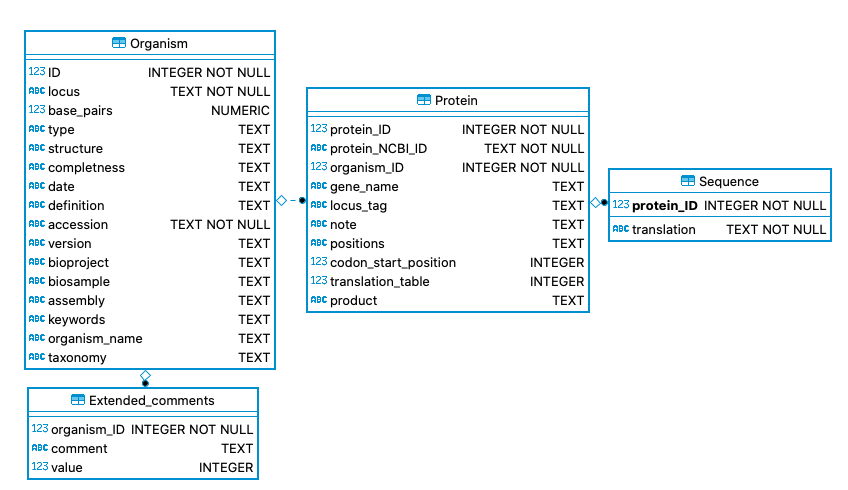 Organism
123 ID INTEGER NOT NULL
ABC locus TEXT NOT NULL
123 base_pairs NUMERIC
ABC type TEXT
ABC structure TEXT
ABC completness TEXT
ABC date TEXT
ABC definition TEXT
ABC accession TEXT NOT NULL
ABC version TEXT
ABC bioproject TEXT
ABC biosample TEXT
ABC assembly TEXT
ABC keywords TEXT
ABC organism_name TEXT
ABC taxonomy TEXT
Protein
123 protein_ID INTEGER NOT NULL
ABC protein_NCBI_ID TEXT NOT NULL
123 organism_ID INTEGER NOT NULL
ABC gene_name TEXT
ABC locus_tag TEXT
ABC note TEXT
ABC positions TEXT
123 codon_start_position INTEGER
123 translation_table INTEGER
ABC product TEXT
Sequence
123 protein_ID INTEGER NOT NULL
ABC translation TEXT NOT NULL
Extended_comments
123 organism_ID INTEGER NOT NULL
ABC comment TEXT
123 value INTEGER